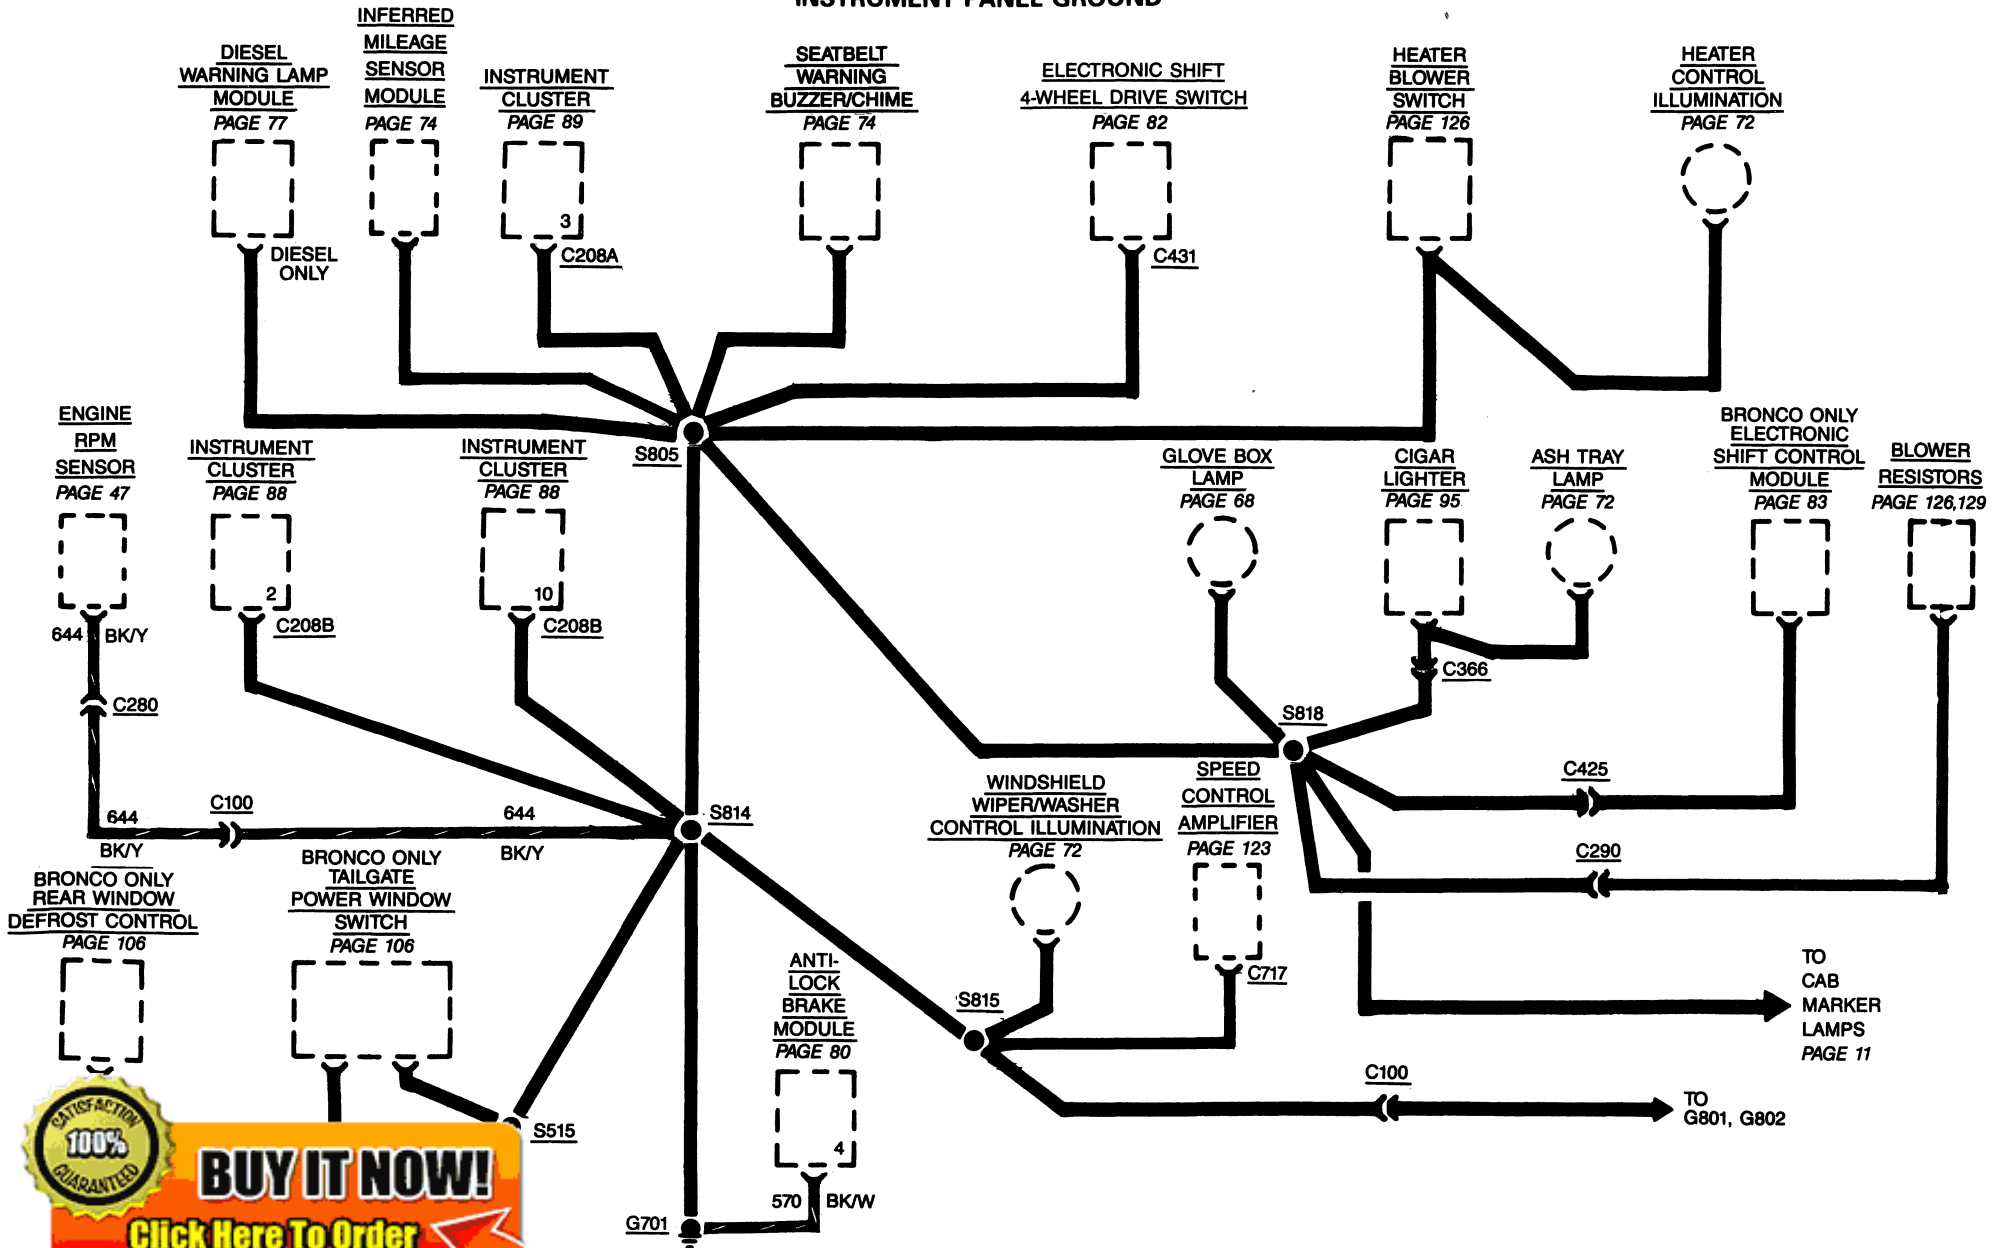 INSTRUMENT PANEL GROUND
DIESEL
WARNING LAMP
MODULE
PAGE 77
DIESEL
ONLY
INFERRED
MILEAGE
SENSOR
MODULE
PAGE 74
INSTRUMENT
CLUSTER
PAGE 89
3
C208A
SEATBELT
WARNING
BUZZER/CHIME
PAGE 74
ELECTRONIC SHIFT
4-WHEEL DRIVE SWITCH
PAGE 82
C431
HEATER
BLOWER
SWITCH
PAGE 126
HEATER
CONTROL
ILLUMINATION
PAGE 72
S805
ENGINE
RPM
SENSOR
PAGE 47
644 BK/Y
C280
644
BK/Y
C100
644
BK/Y
INSTRUMENT
CLUSTER
PAGE 88
2
C208B
INSTRUMENT
CLUSTER
PAGE 88
10
C208B
S814
GLOVE BOX
LAMP
PAGE 68
CIGAR
LIGHTER
PAGE 95
C366
ASH TRAY
LAMP
PAGE 72
BRONCO ONLY
ELECTRONIC
SHIFT CONTROL
MODULE
PAGE 83
BLOWER
RESISTORS
PAGE 126,129
S818
C425
C290
BRONCO ONLY
REAR WINDOW
DEFROST CONTROL
PAGE 106
BRONCO ONLY
TAILGATE
POWER WINDOW
SWITCH
PAGE 106
S515
ANTI-
LOCK
BRAKE
MODULE
PAGE 80
4
570 BK/W
G701
WINDSHIELD
WIPER/WASHER
CONTROL ILLUMINATION
PAGE 72
SPEED
CONTROL
AMPLIFIER
PAGE 123
C717
S815
C100
TO
CAB
MARKER
LAMPS
PAGE 11
TO
G801, G802
SATISFACTION
100%
GUARANTEED
BUY IT NOW!
Click Here To Order